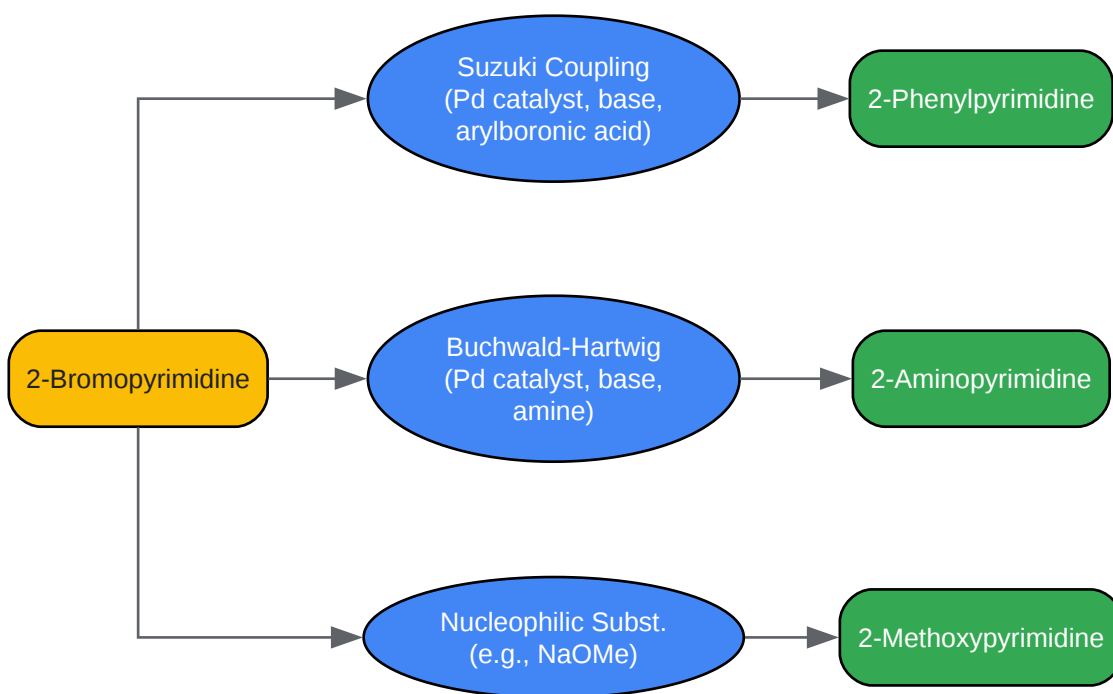 Suzuki Coupling
(Pd catalyst, base,
arylboronic acid)
2-Phenylpyrimidine
2-Bromopyrimidine
Buchwald-Hartwig
(Pd catalyst, base,
amine)
2-Aminopyrimidine
Nucleophilic Subst.
(e.g., NaOMe)
2-Methoxypyrimidine